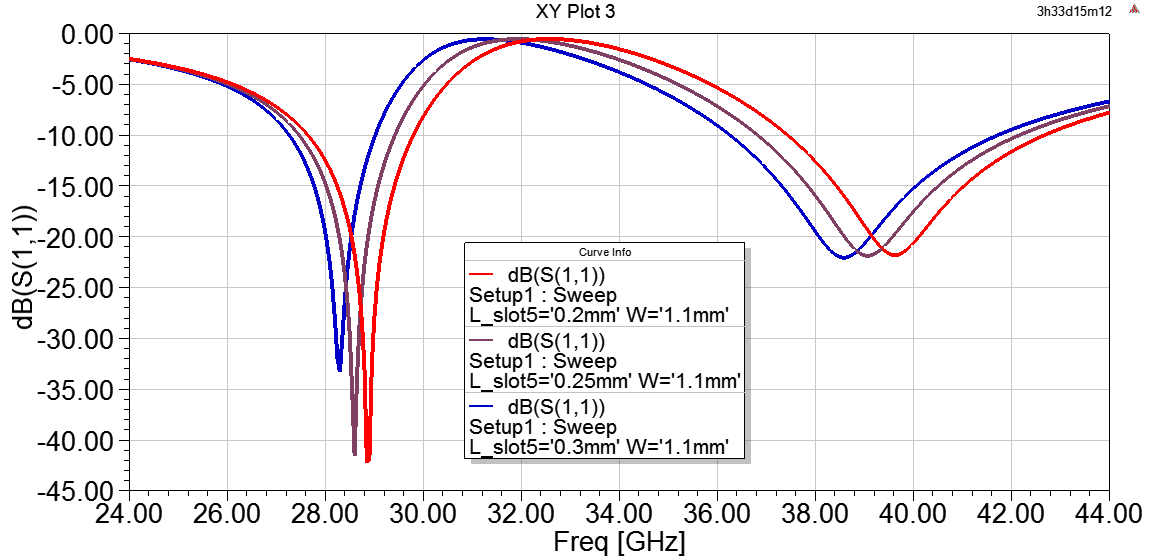 XY Plot 3
3h33d15m12
0.00
-5.00
-10.00
-15.00
-20.00
-25.00
-30.00
-35.00
-40.00
-45.00
dB(S(1,1))
Curve Info
dB(S(1,1))
Setup1 : Sweep
L_slot5='0.2mm' W='1.1mm'
dB(S(1,1))
Setup1 : Sweep
L_slot5='0.25mm' W='1.1mm'
dB(S(1,1))
Setup1 : Sweep
L_slot5='0.3mm' W='1.1mm'
24.00 26.00 28.00 30.00 32.00 34.00 36.00 38.00 40.00 42.00 44.00
Freq [GHz]